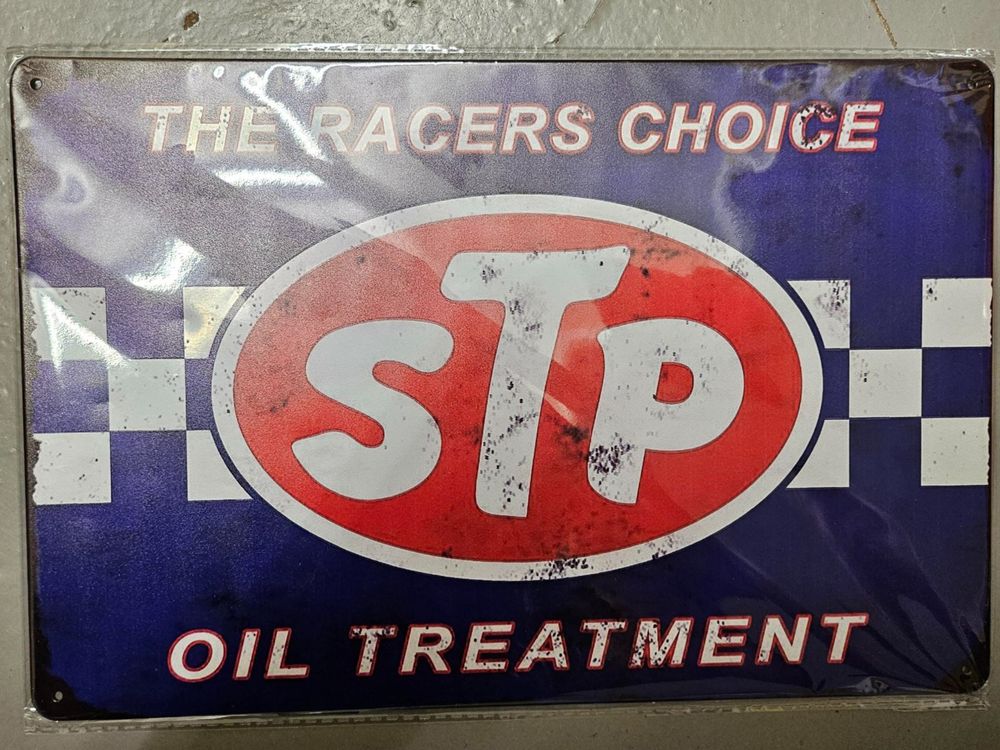 THE RACERS CHOICE
STP
OIL TREATMENT